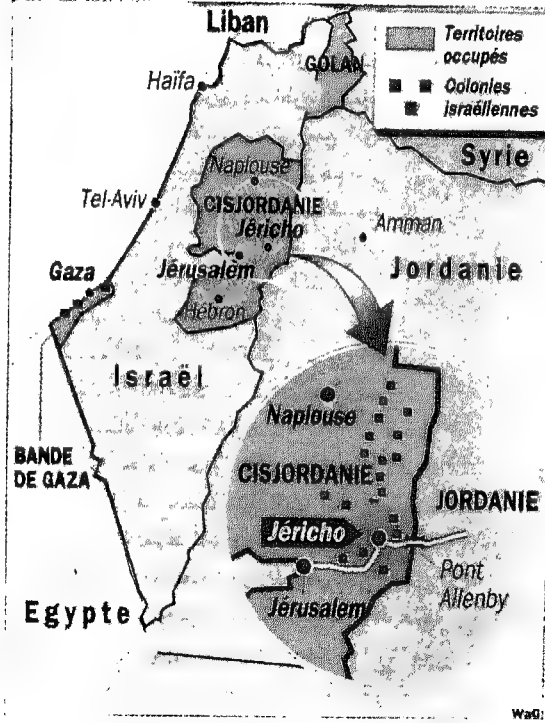 Liban
GOLAN
Territoires
occupés
Colonies
israéliennes
Haïfa
Syrie
Naplouse
Tel-Aviv
CISJORDANIE
Jéricho
Amman
Gaza
Jérusalem
Jordanie
Hébron
Israël
Naplouse
BANDE
DE GAZA
CISJORDANIE
JORDANIE
Jéricho
Pont
Allenby
Jérusalem
Egypte